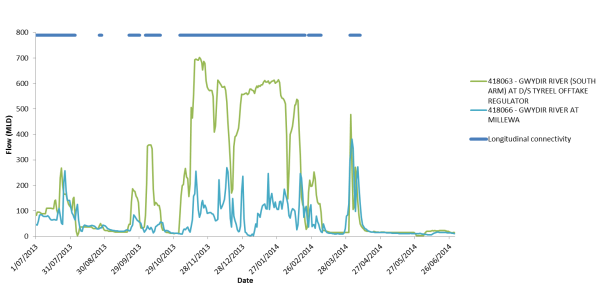 800
700
600
500
400
300
200
100
0
Flow (MLD)
1/07/2013
31/07/2013
30/08/2013
29/09/2013
29/10/2013
28/11/2013
28/12/2013
27/01/2014
26/02/2014
28/03/2014
27/04/2014
27/05/2014
26/06/2014
Date
418063 - GWYDIR RIVER (SOUTH
ARM) AT D/S TYREEL OFFTAKE
REGULATOR
418066 - GWYDIR RIVER AT
MILLEWA
Longitudinal connectivity